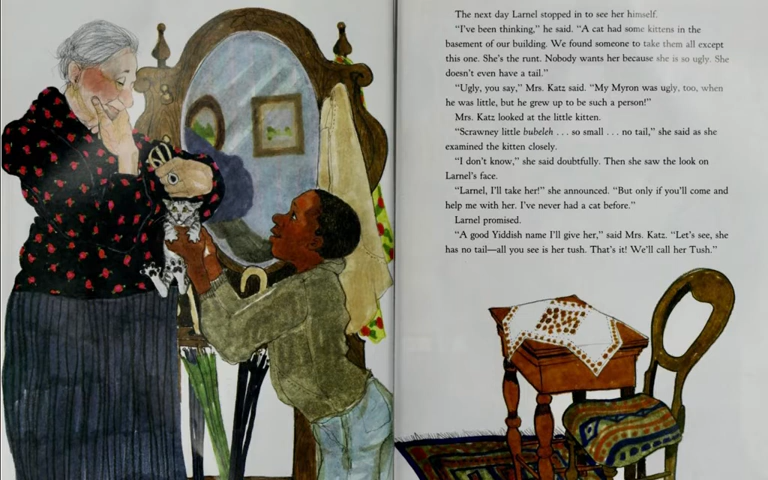 The next day Larnel stopped in to see her himself.
"I've been thinking," he said. "A cat had some kittens in the
basement of our building. We found someone to take them all except
this one. She's the runt. Nobody wants her because she is so ugly. She
doesn't even have a tail."
"Ugly, you say," Mrs. Katz said. "My Myron was ugly, too, when
he was little, but he grew up to be such a person!"
Mrs. Katz looked at the little kitten.
"Scrawney little bubeleh . . . so small . . . no tail," she said as she
examined the kitten closely.
"I don't know," she said doubtfully. Then she saw the look on
Larnel's face.
"Larnel, I'll take her!" she announced. "But only if you'll come and
help me with her. I've never had a cat before."
Larnel promised.
"A good Yiddish name I'll give her," said Mrs. Katz. "Let's see, she
has no tail—all you see is her tush. That's it! We'll call her Tush."